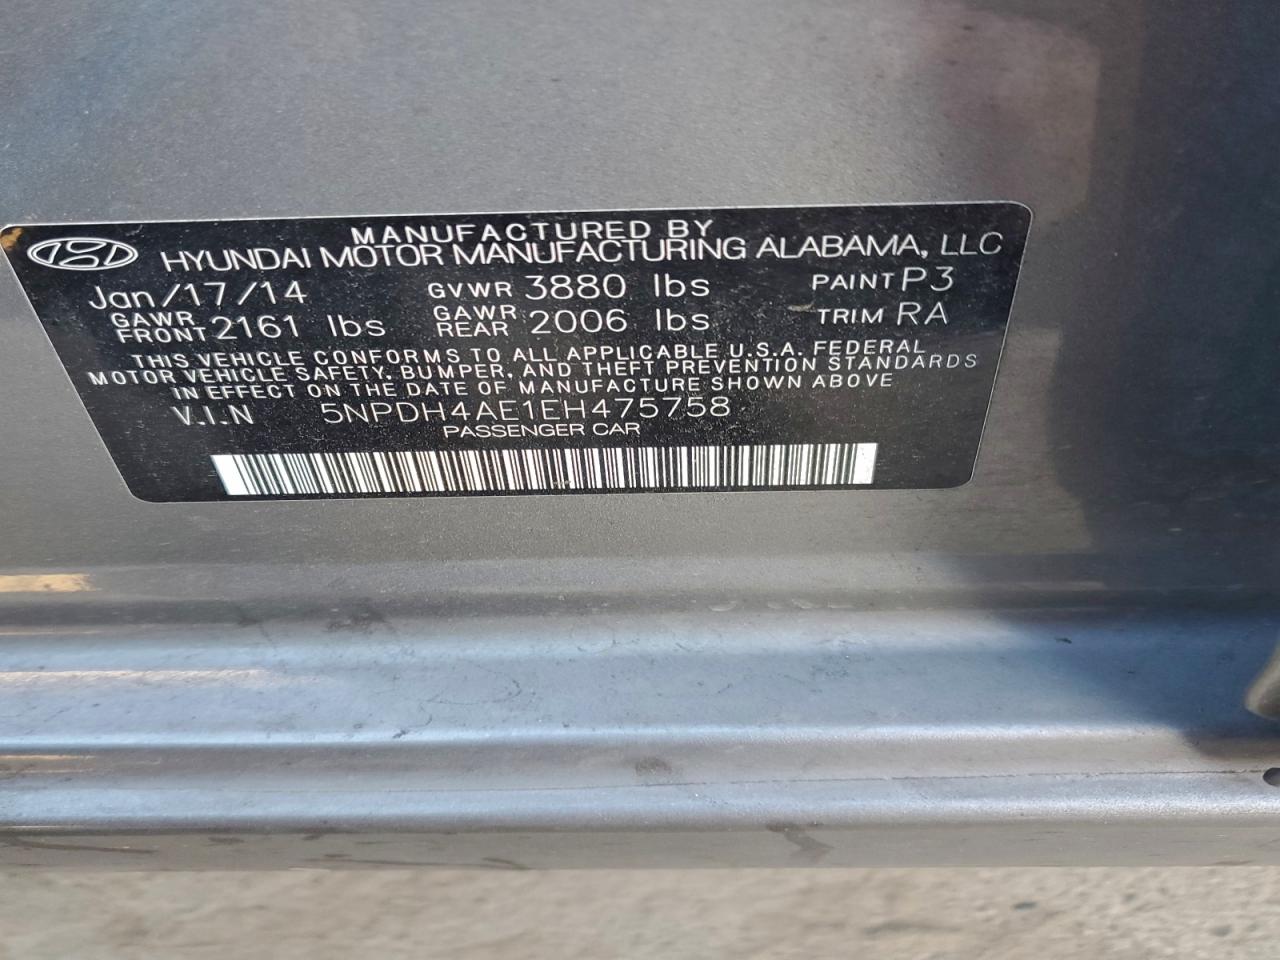 MANUFACTURED BY
HYUNDAI MOTOR MANUFACTURING ALABAMA, LLC
Jan/17/14 GVWR 3880 lbs PAINT P3
GAWR FRONT 2161 lbs GAWR REAR 2006 lbs TRIM RA
THIS VEHICLE CONFORMS TO ALL APPLICABLE U.S.A. FEDERAL
MOTOR VEHICLE SAFETY, BUMPER, AND THEFT PREVENTION STANDARDS
IN EFFECT ON THE DATE OF MANUFACTURE SHOWN ABOVE
V.I.N 5NPDH4AE1EH475758
PASSENGER CAR